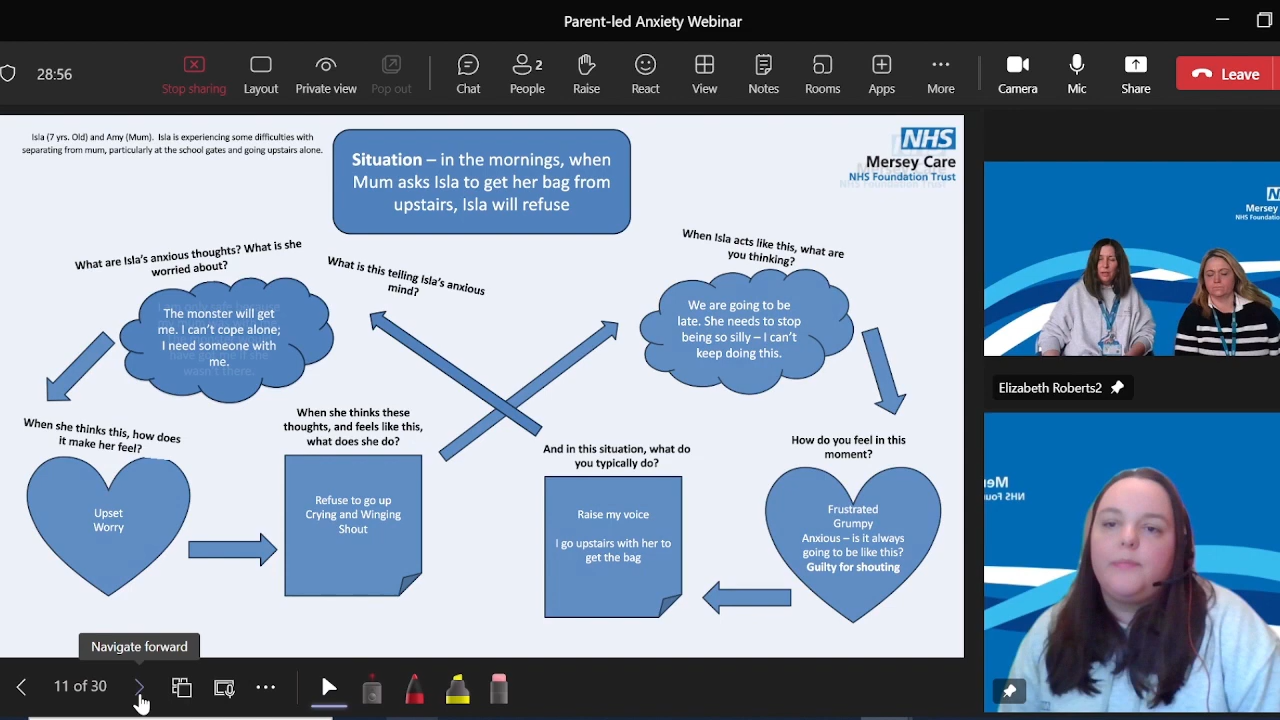 Parent-led Anxiety Webinar
28:56
Stop sharing
Layout
Private view
Pop out
Chat
2
People
Raise
React
View
Notes
Rooms
Apps
More
Camera
Mic
Share
Leave
Isla (7 yrs. Old) and Amy (Mum). Isla is experiencing some difficulties with
separating from mum, particularly at the school gates and going upstairs alone.
Situation – in the mornings, when
Mum asks Isla to get her bag from
upstairs, Isla will refuse
NHS
Mersey Care
NHS Foundation Trust
What are Isla's anxious thoughts? What is she
worried about?
The monster will get
me. I can't cope alone;
I need someone with
me.
What is this telling Isla's anxious
mind?
When Isla acts like this, what are
you thinking?
We are going to be
late. She needs to stop
being so silly – I can't
keep doing this.
When she thinks this, how does
it make her feel?
Upset
Worry
When she thinks these
thoughts, and feels like this,
what does she do?
Refuse to go up
Crying and Winging
Shout
And in this situation, what do
you typically do?
Raise my voice
I go upstairs with her to
get the bag
How do you feel in this
moment?
Frustrated
Grumpy
Anxious – is it always
going to be like this?
Guilty for shouting
Mersey
NHS Foundation
Elizabeth Roberts2
Navigate forward
11 of 30